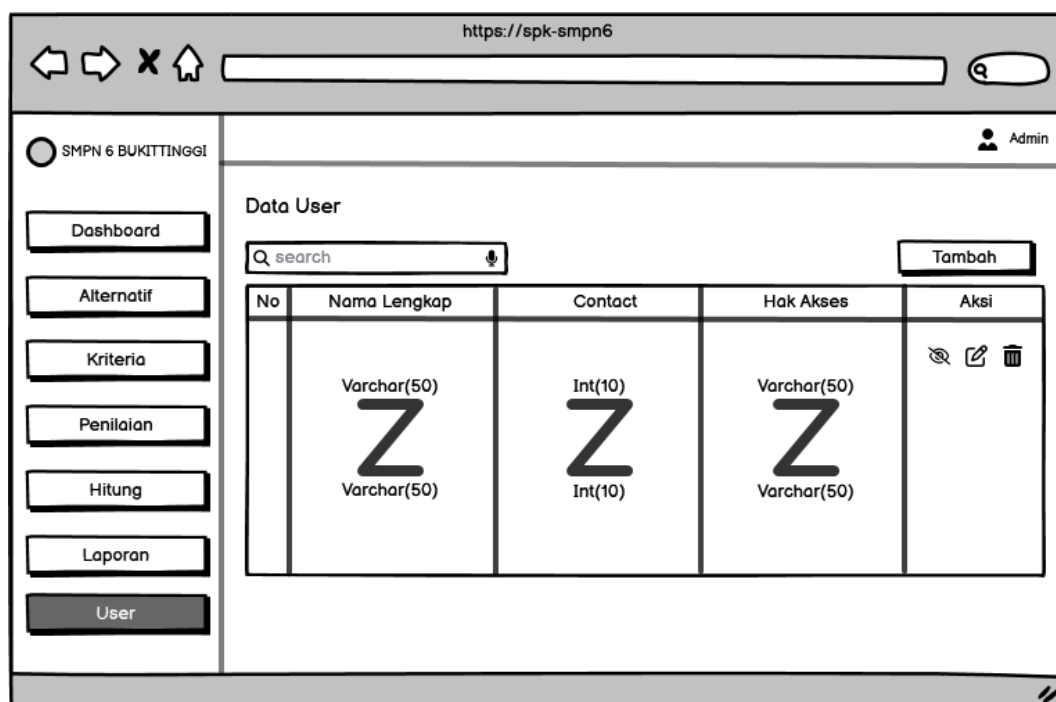 https://spk-smpn6
SMPN 6 BUKITTINGGI
Admin
Dashboard
Alternatif
Kriteria
Penilaian
Hitung
Laporan
User
Data User
search
Tambah
No Nama Lengkap Contact Hak Akses Aksi
Varchar(50) Int(10) Varchar(50)
Z Z Z
Varchar(50) Int(10) Varchar(50)